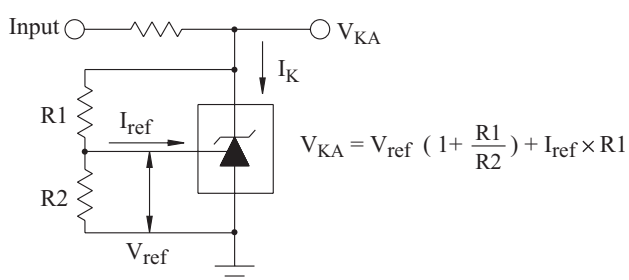 Input
V_KA
I_K
R1
I_ref
V_KA = V_ref ( 1+ R1/R2 ) + I_ref × R1
R2
V_ref